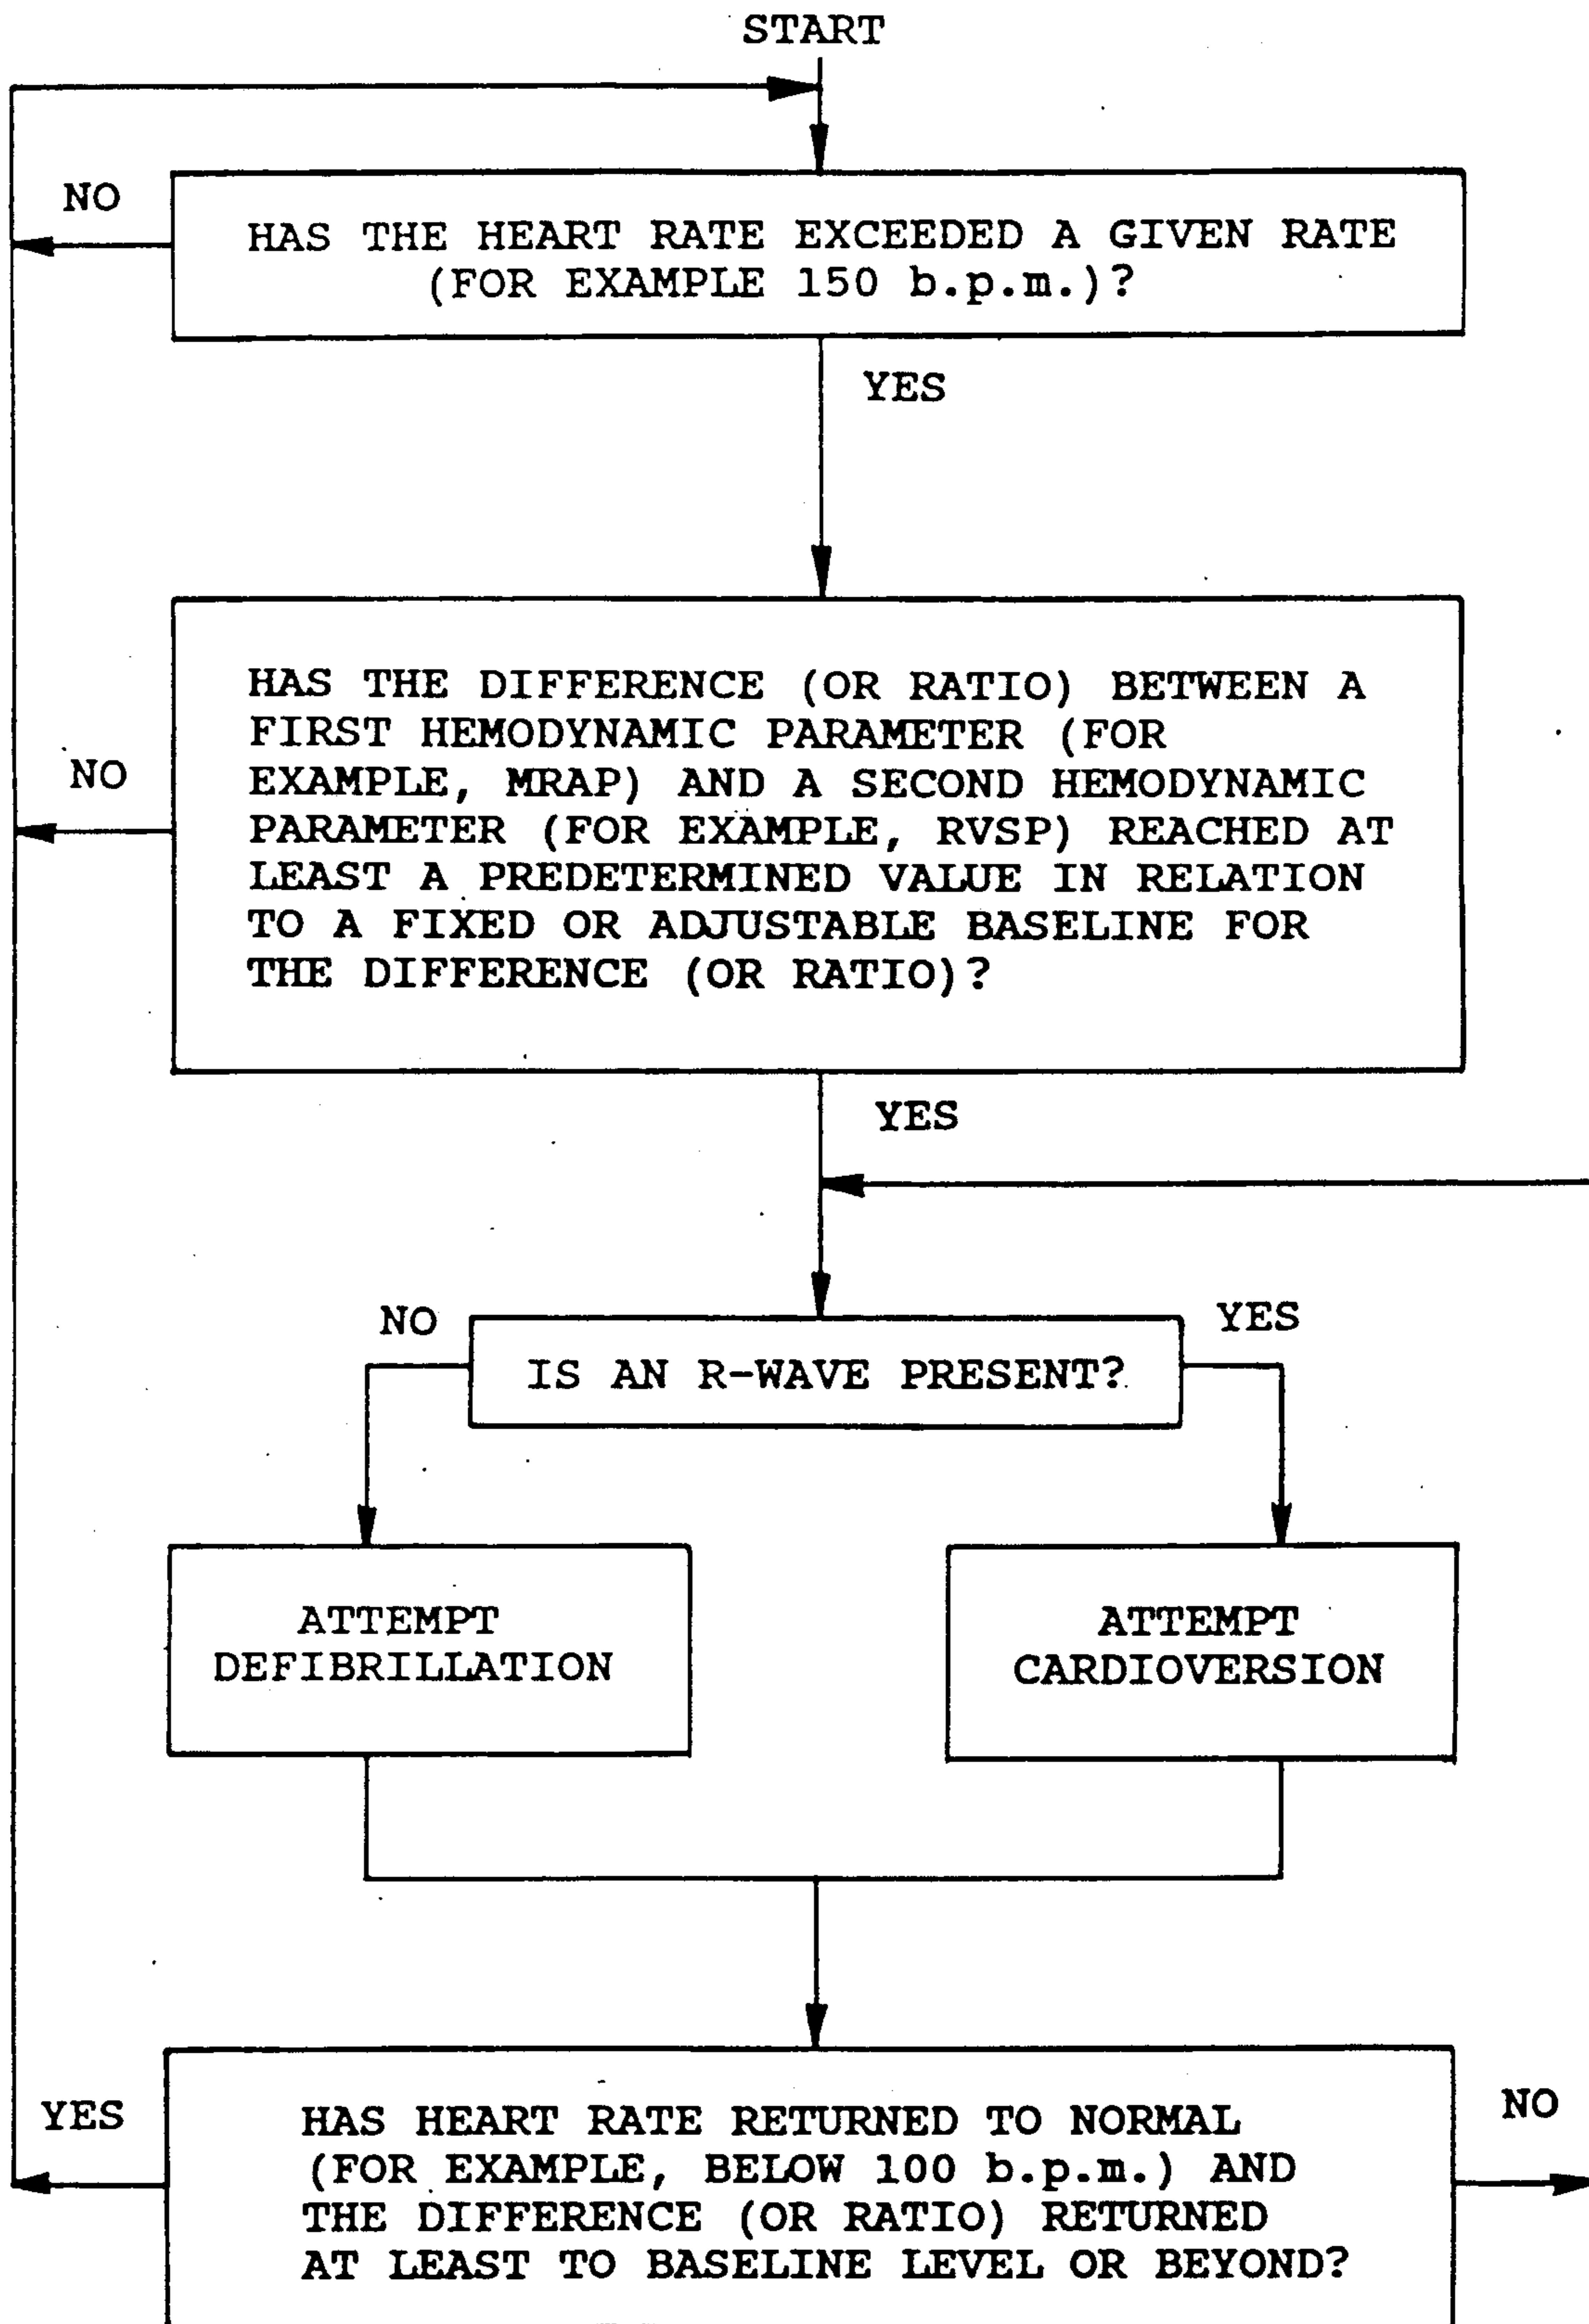 START
NO
HAS THE HEART RATE EXCEEDED A GIVEN RATE
(FOR EXAMPLE 150 b.p.m.)?
YES
HAS THE DIFFERENCE (OR RATIO) BETWEEN A
FIRST HEMODYNAMIC PARAMETER (FOR
EXAMPLE, MRAP) AND A SECOND HEMODYNAMIC
PARAMETER (FOR EXAMPLE, RVSP) REACHED AT
LEAST A PREDETERMINED VALUE IN RELATION
TO A FIXED OR ADJUSTABLE BASELINE FOR
THE DIFFERENCE (OR RATIO)?
NO
YES
NO
IS AN R-WAVE PRESENT?
YES
ATTEMPT
DEFIBRILLATION
ATTEMPT
CARDIOVERSION
YES
HAS HEART RATE RETURNED TO NORMAL
(FOR EXAMPLE, BELOW 100 b.p.m.) AND
THE DIFFERENCE (OR RATIO) RETURNED
AT LEAST TO BASELINE LEVEL OR BEYOND?
NO